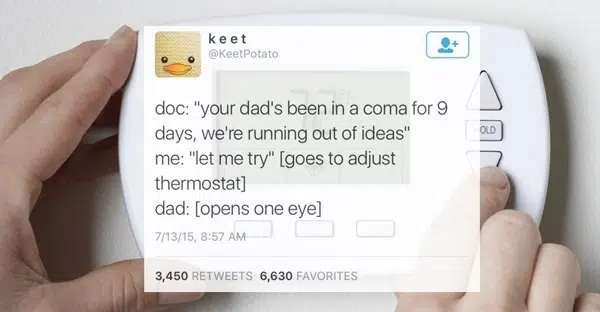 k e e t
@KeetPotato
doc: "your dad's been in a coma for 9
days, we're running out of ideas"
me: "let me try" [goes to adjust
thermostat]
dad: [opens one eye]
7/13/15, 8:57 AM
3,450 RETWEETS 6,630 FAVORITES